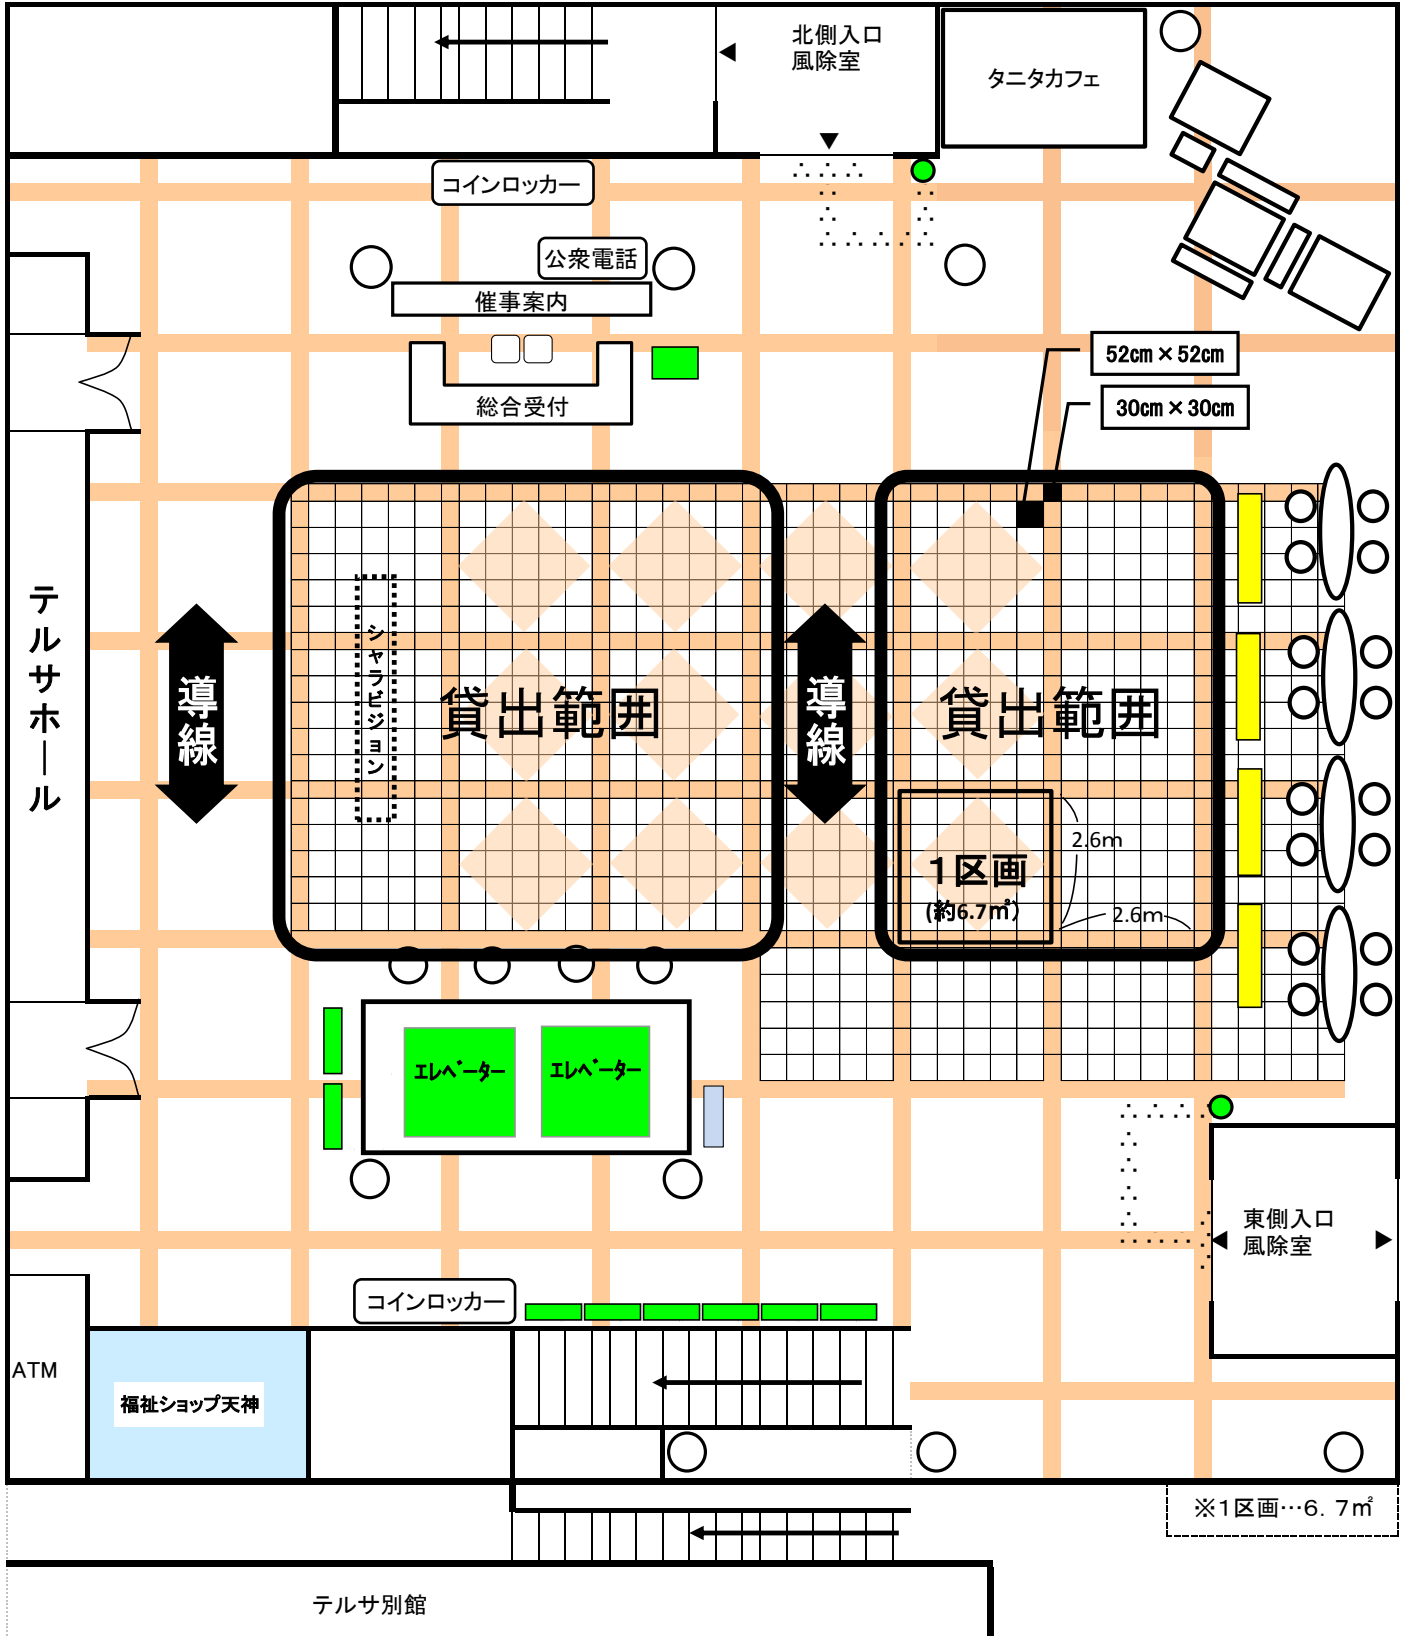 北側入口
風除室
タニタカフェ
コインロッカー
公衆電話
催事案内
総合受付
52cm×52cm
30cm×30cm
テルサホール
導線
シャラビジョン
貸出範囲
導線
貸出範囲
1区画
(約6.7㎡)
2.6m
2.6m
エレベーター
エレベーター
東側入口
風除室
コインロッカー
ATM
福祉ショップ天神
※1区画…6.7㎡
テルサ別館